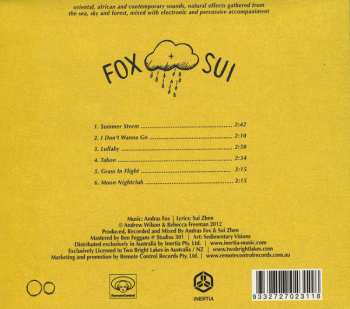 oriental, african and contemporary sounds, natural effects gathered from
the sea, sky and forest, mixed with electronic and percussive accompaniment
FOX SUI
1. Summer Storm 2:42
2. I Don't Wanna Go 2:10
3. Lullaby 2:50
4. Taken 2:34
5. Grass In Flight 3:15
6. Moon Nightclub 2:15
Music: Andras Fox | Lyrics: Sui Zhen
© Andrew Wilson & Rebecca Freeman 2012
Produced, Recorded and Mixed by Andras Fox & Sui Zhen
Mastered by Ben Feggans @ Studios 301 | Art: Sedimentary Visions
Distributed exclusively in Australia by Inertia Pty Ltd. | www.inertia-music.com
Exclusively Licensed to Two Bright Lakes in Australia / NZ | www.twobrightlakes.com
Marketing and promotion by Remote Control Records Pty. Ltd. | www.remotecontrolrecords.com.au
RemoteControl
INERTIA
9332727023118